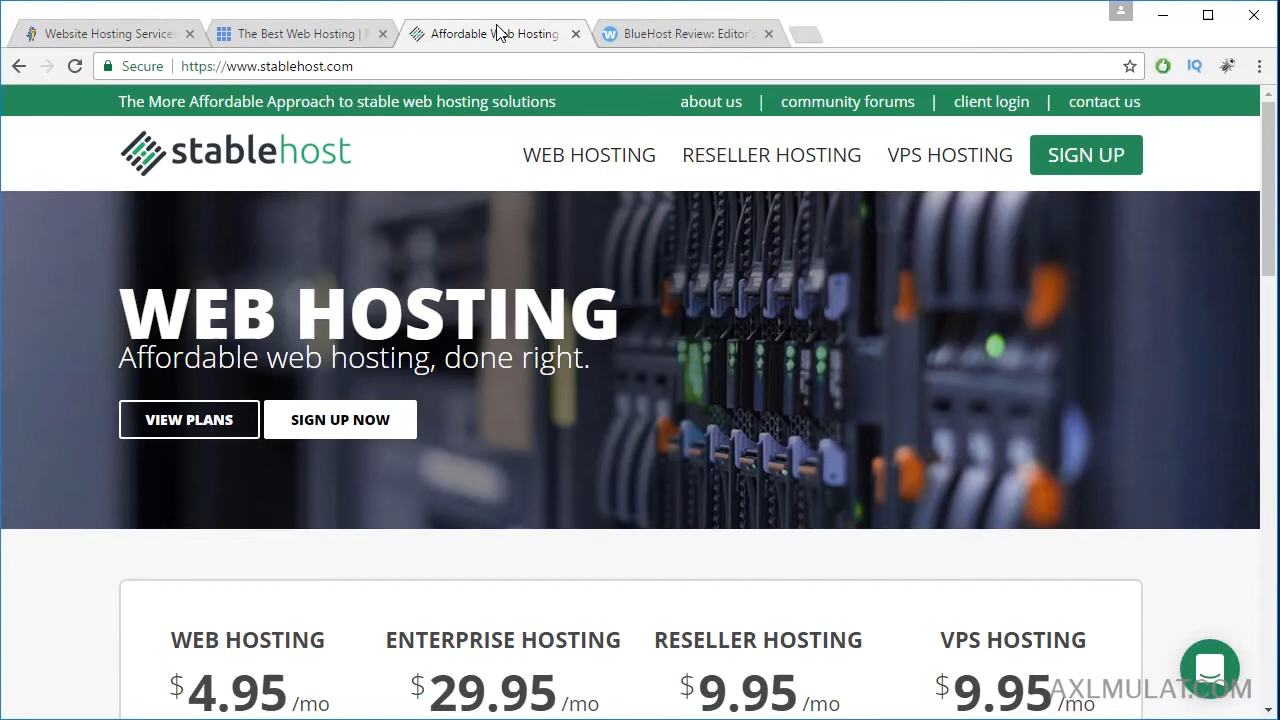 Website Hosting Services
The Best Web Hosting |
Affordable Web Hosting
BlueHost Review: Editor'
Secure
https://www.stablehost.com
IQ
The More Affordable Approach to stable web hosting solutions
about us | community forums | client login | contact us
stablehost
WEB HOSTING
RESELLER HOSTING
VPS HOSTING
SIGN UP
WEB HOSTING
Affordable web hosting, done right.
VIEW PLANS
SIGN UP NOW
WEB HOSTING
$4.95/mo
ENTERPRISE HOSTING
$29.95/mo
RESELLER HOSTING
$9.95/mo
VPS HOSTING
$9.95/mo
AXLMULAT.COM